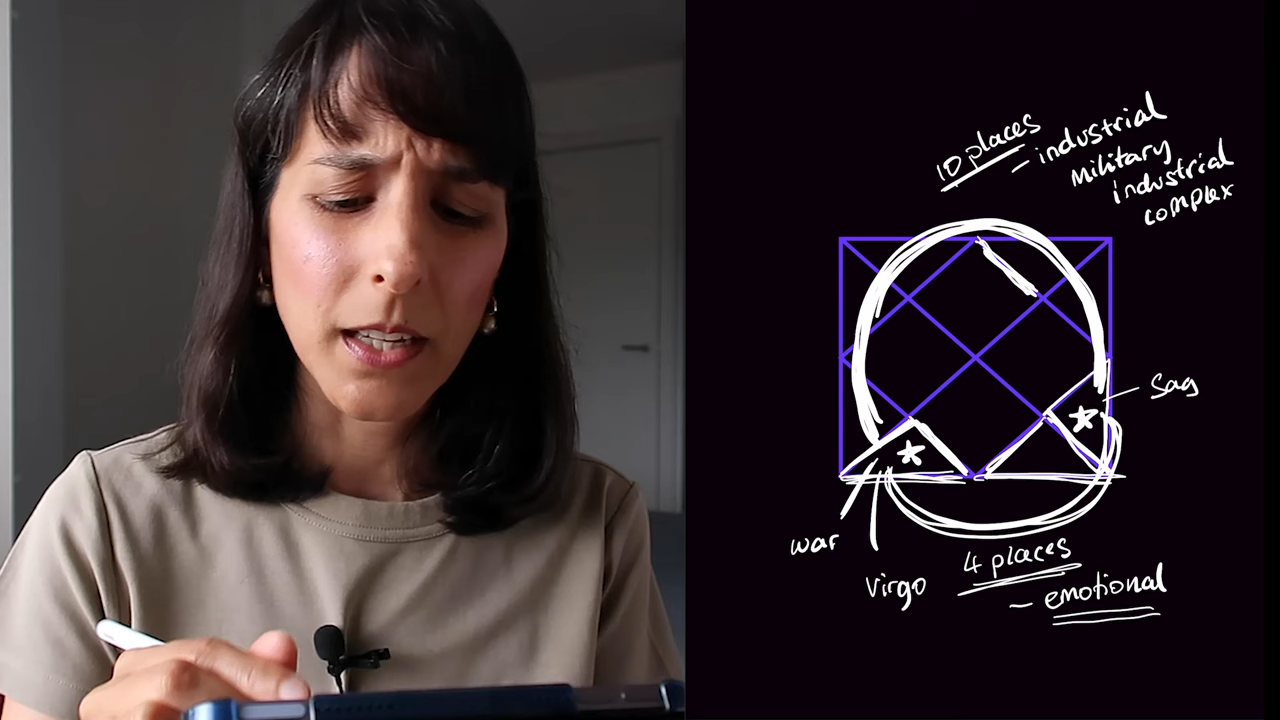 10 places
- industrial
military
industrial
complex
Sag
war
Virgo
4 places
- emotional